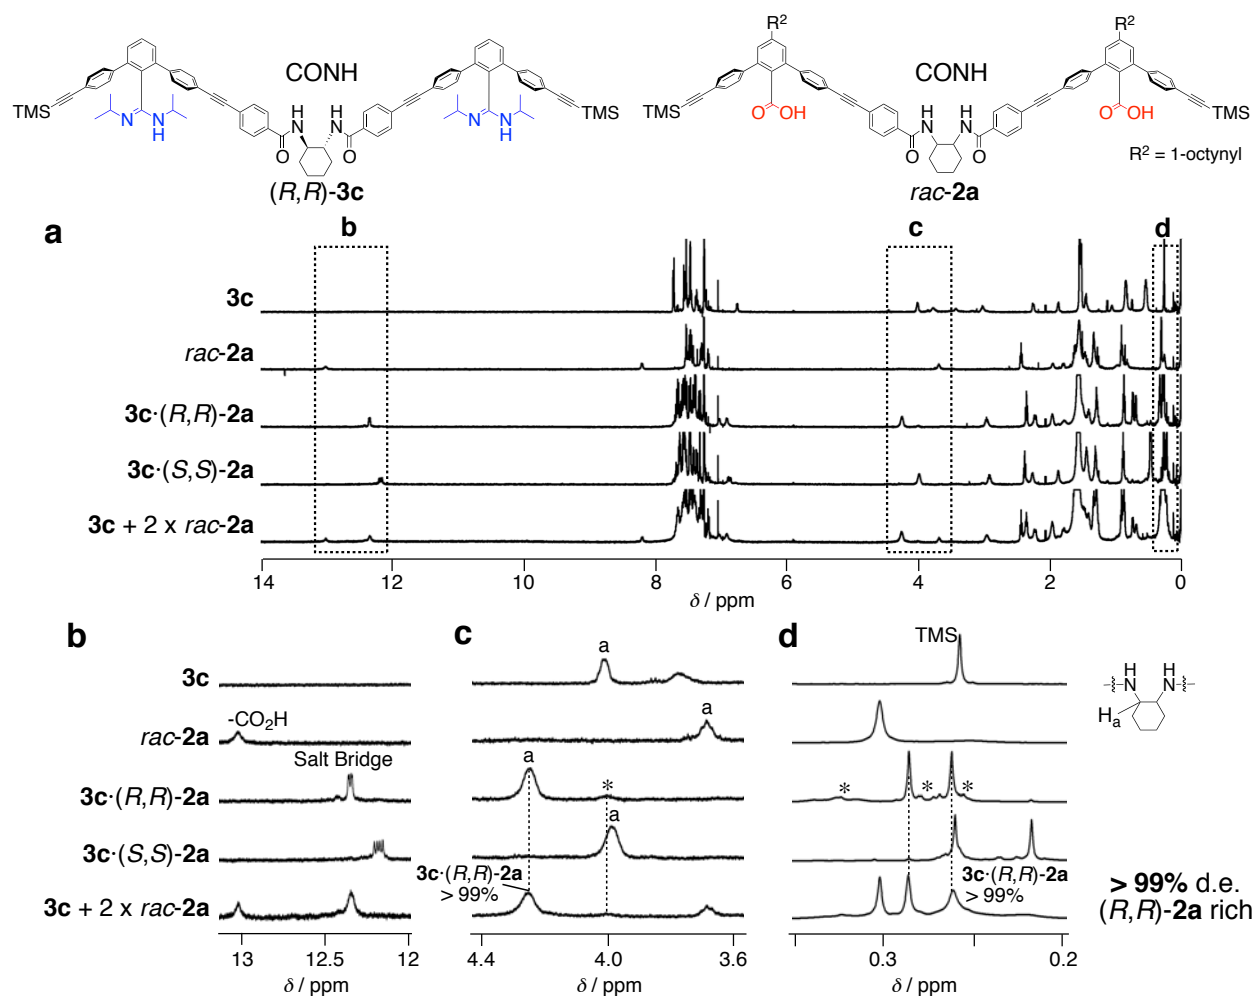 R²
R²
CONH
CONH
TMS
TMS
TMS
TMS
N
N
H
H
N
H
N
N
N
H
O
O
O
OH
H
N
H
N
O
OH
O
O
R² = 1-octynyl
(R,R)-3c
rac-2a
a
b
c
d
3c
rac-2a
3c·(R,R)-2a
3c·(S,S)-2a
3c + 2 x rac-2a
14 12 10 8 6 4 2 0
δ / ppm
b
c
d
TMS
3c
a
-CO₂H
rac-2a
a
H
N
H
N
Hₐ
Salt Bridge
3c·(R,R)-2a
a
*
*
*
*
3c·(S,S)-2a
a
3c·(R,R)-2a
> 99%
3c·(R,R)-2a
> 99%
3c + 2 x rac-2a
> 99% d.e.
(R,R)-2a rich
13 12.5 12
4.4 4.0 3.6
0.3 0.2
δ / ppm
δ / ppm
δ / ppm